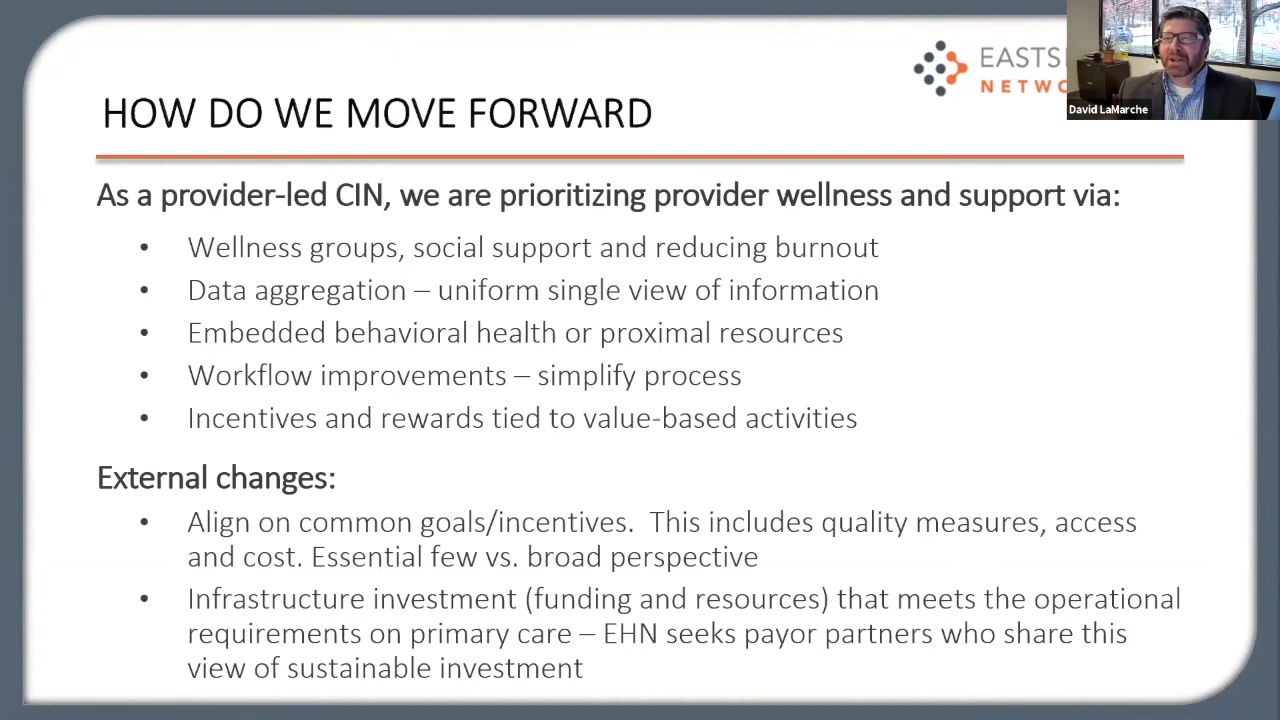 HOW DO WE MOVE FORWARD
David LaMarche
As a provider-led CIN, we are prioritizing provider wellness and support via:
• Wellness groups, social support and reducing burnout
• Data aggregation – uniform single view of information
• Embedded behavioral health or proximal resources
• Workflow improvements – simplify process
• Incentives and rewards tied to value-based activities
External changes:
• Align on common goals/incentives.  This includes quality measures, access
and cost. Essential few vs. broad perspective
• Infrastructure investment (funding and resources) that meets the operational
requirements on primary care – EHN seeks payor partners who share this
view of sustainable investment